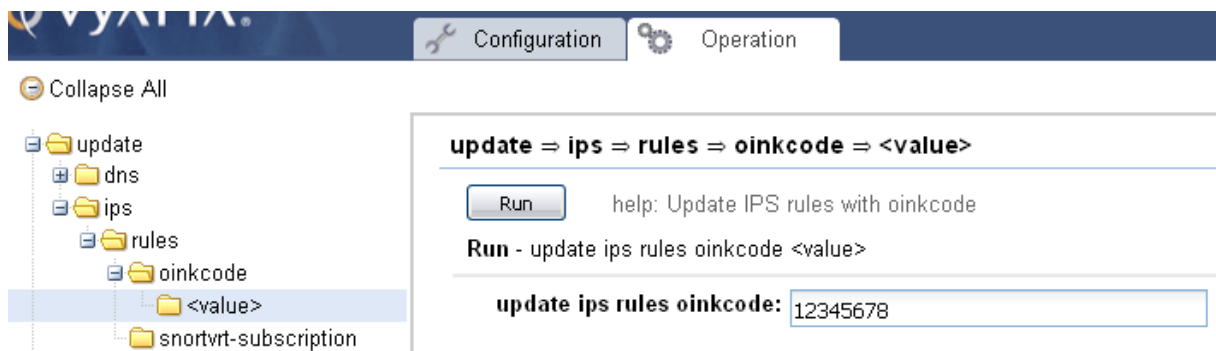 Configuration
Operation
Collapse All
update
dns
ips
rules
oinkcode
<value>
snortvrt-subscription
update ⇒ ips ⇒ rules ⇒ oinkcode ⇒ <value>
Run help: Update IPS rules with oinkcode
Run - update ips rules oinkcode <value>
update ips rules oinkcode: 12345678